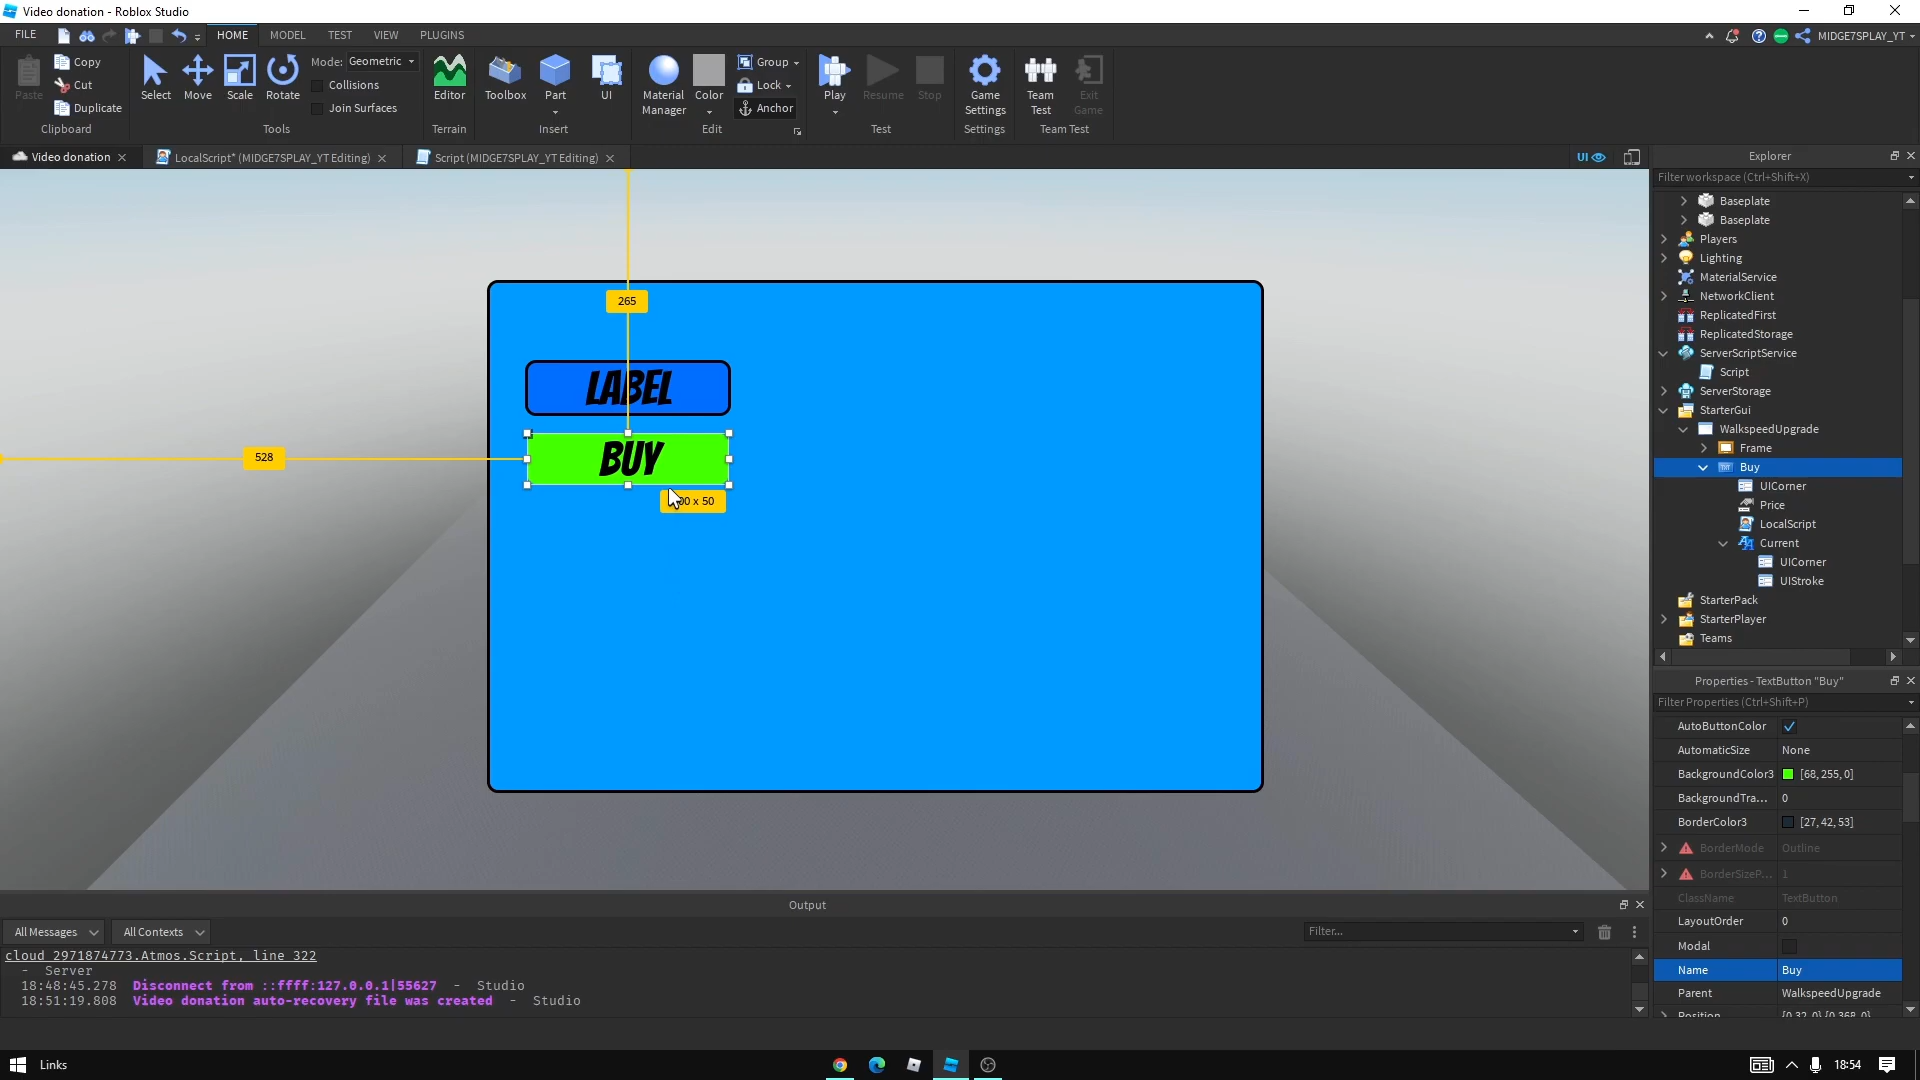 Video donation - Roblox Studio
FILE
HOME
MODEL
TEST
VIEW
PLUGINS
MIDGE7SPLAY_YT
Paste
Copy
Cut
Duplicate
Clipboard
Select
Move
Scale
Rotate
Mode: Geometric
Collisions
Join Surfaces
Tools
Editor
Terrain
Toolbox
Part
UI
Insert
Material
Manager
Color
Group
Lock
Anchor
Edit
Play
Resume
Stop
Test
Game
Settings
Settings
Team
Test
Exit
Game
Team Test
Video donation
LocalScript* (MIDGE7SPLAY_YT Editing)
Script (MIDGE7SPLAY_YT Editing)
UI
265
LABEL
528
BUY
00 x 50
Explorer
Filter workspace (Ctrl+Shift+X)
Baseplate
Baseplate
Players
Lighting
MaterialService
NetworkClient
ReplicatedFirst
ReplicatedStorage
ServerScriptService
Script
ServerStorage
StarterGui
WalkspeedUpgrade
Frame
Buy
UICorner
Price
LocalScript
Current
UICorner
UIStroke
StarterPack
StarterPlayer
Teams
Properties - TextButton "Buy"
Filter Properties (Ctrl+Shift+P)
AutoButtonColor
AutomaticSize None
BackgroundColor3 [68, 255, 0]
BackgroundTra... 0
BorderColor3 [27, 42, 53]
BorderMode Outline
BorderSizeP... 1
ClassName TextButton
LayoutOrder 0
Modal
Name Buy
Parent WalkspeedUpgrade
Position
Output
All Messages
All Contexts
Filter...
cloud_2971874773.Atmos.Script, line 322
- Server
18:48:45.278 Disconnect from ::ffff:127.0.0.1|55627 - Studio
18:51:19.808 Video donation auto-recovery file was created - Studio
Links
18:54